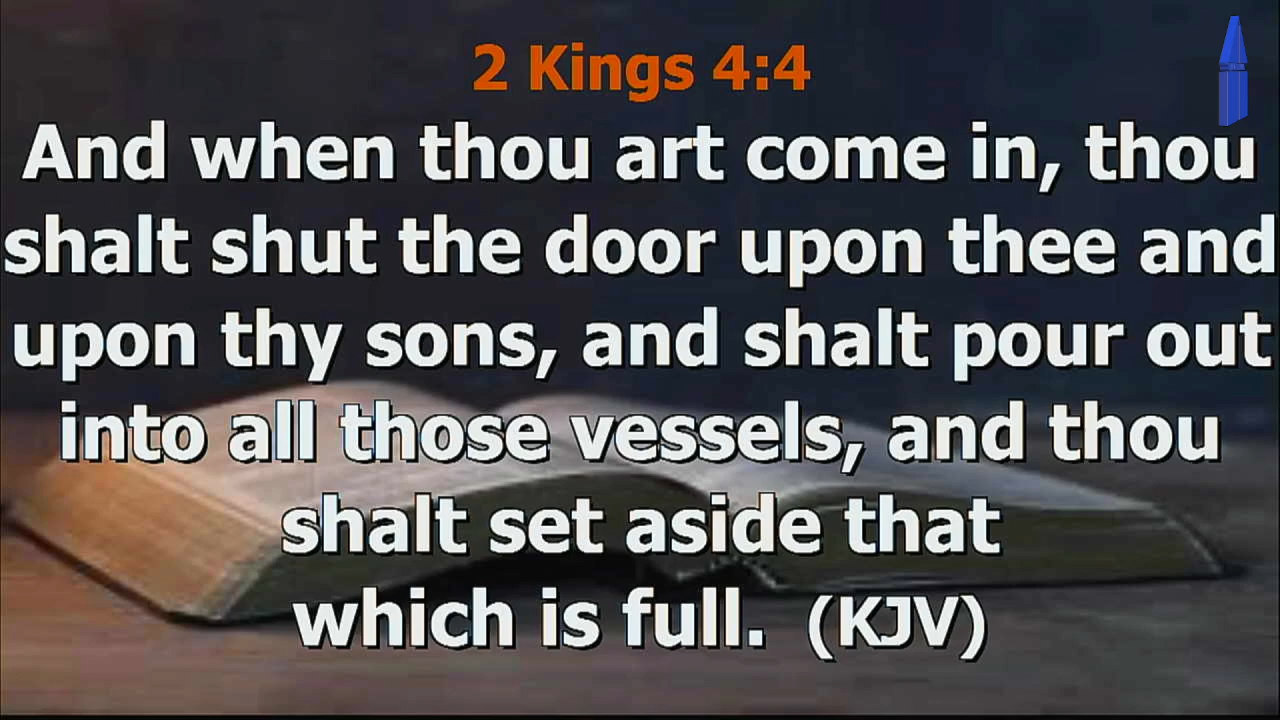 2 Kings 4:4
And when thou art come in, thou
shalt shut the door upon thee and
upon thy sons, and shalt pour out
into all those vessels, and thou
shalt set aside that
which is full. (KJV)